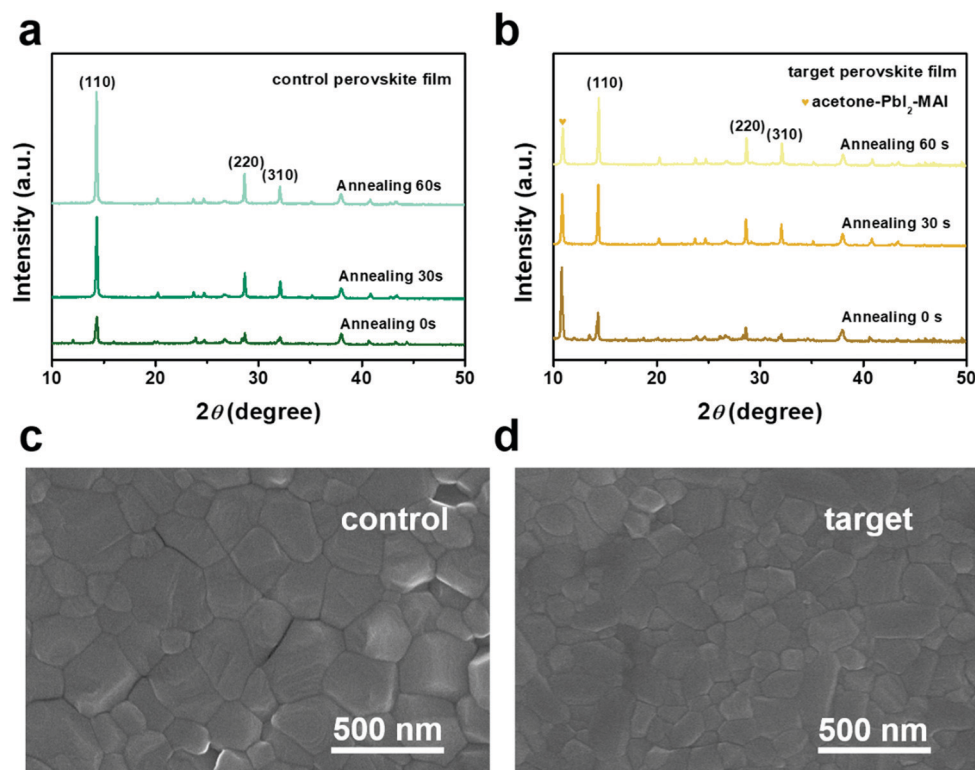 a
control perovskite film
(110)
(220)
(310)
Annealing 60s
Annealing 30s
Annealing 0s
Intensity (a.u.)
10 20 30 40 50
2θ (degree)
b
target perovskite film
♥ acetone-PbI₂-MAI
(110)
(220)
(310)
Annealing 60 s
Annealing 30 s
Annealing 0 s
Intensity (a.u.)
10 20 30 40 50
2θ (degree)
c
control
500 nm
d
target
500 nm